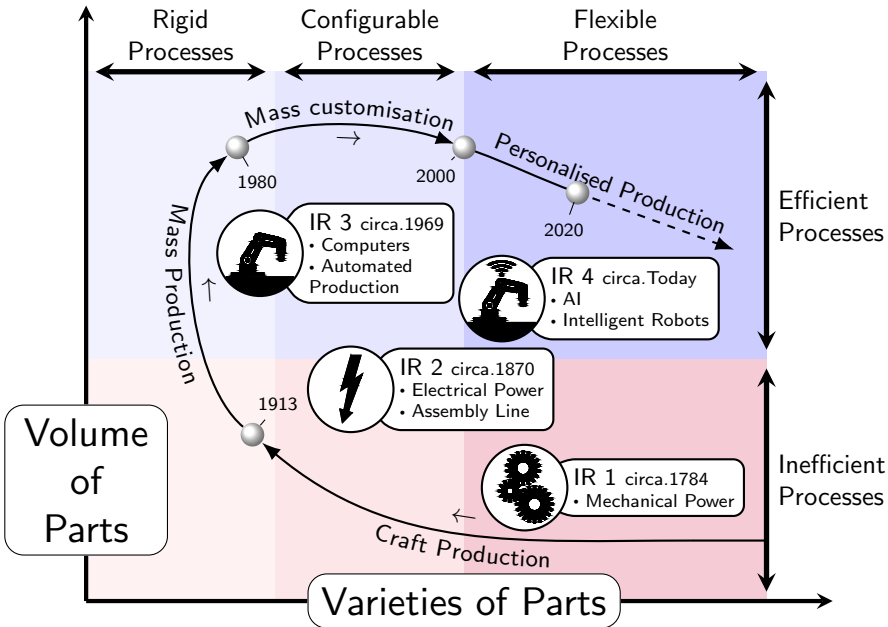 Rigid
Processes
Configurable
Processes
Flexible
Processes
Mass customisation
1980
2000
Personalised Production
2020
Mass Production
IR 3 circa.1969
• Computers
• Automated
Production
Efficient
Processes
IR 4 circa.Today
• AI
• Intelligent Robots
IR 2 circa.1870
• Electrical Power
• Assembly Line
1913
Volume
of
Parts
IR 1 circa.1784
• Mechanical Power
Inefficient
Processes
Craft Production
Varieties of Parts